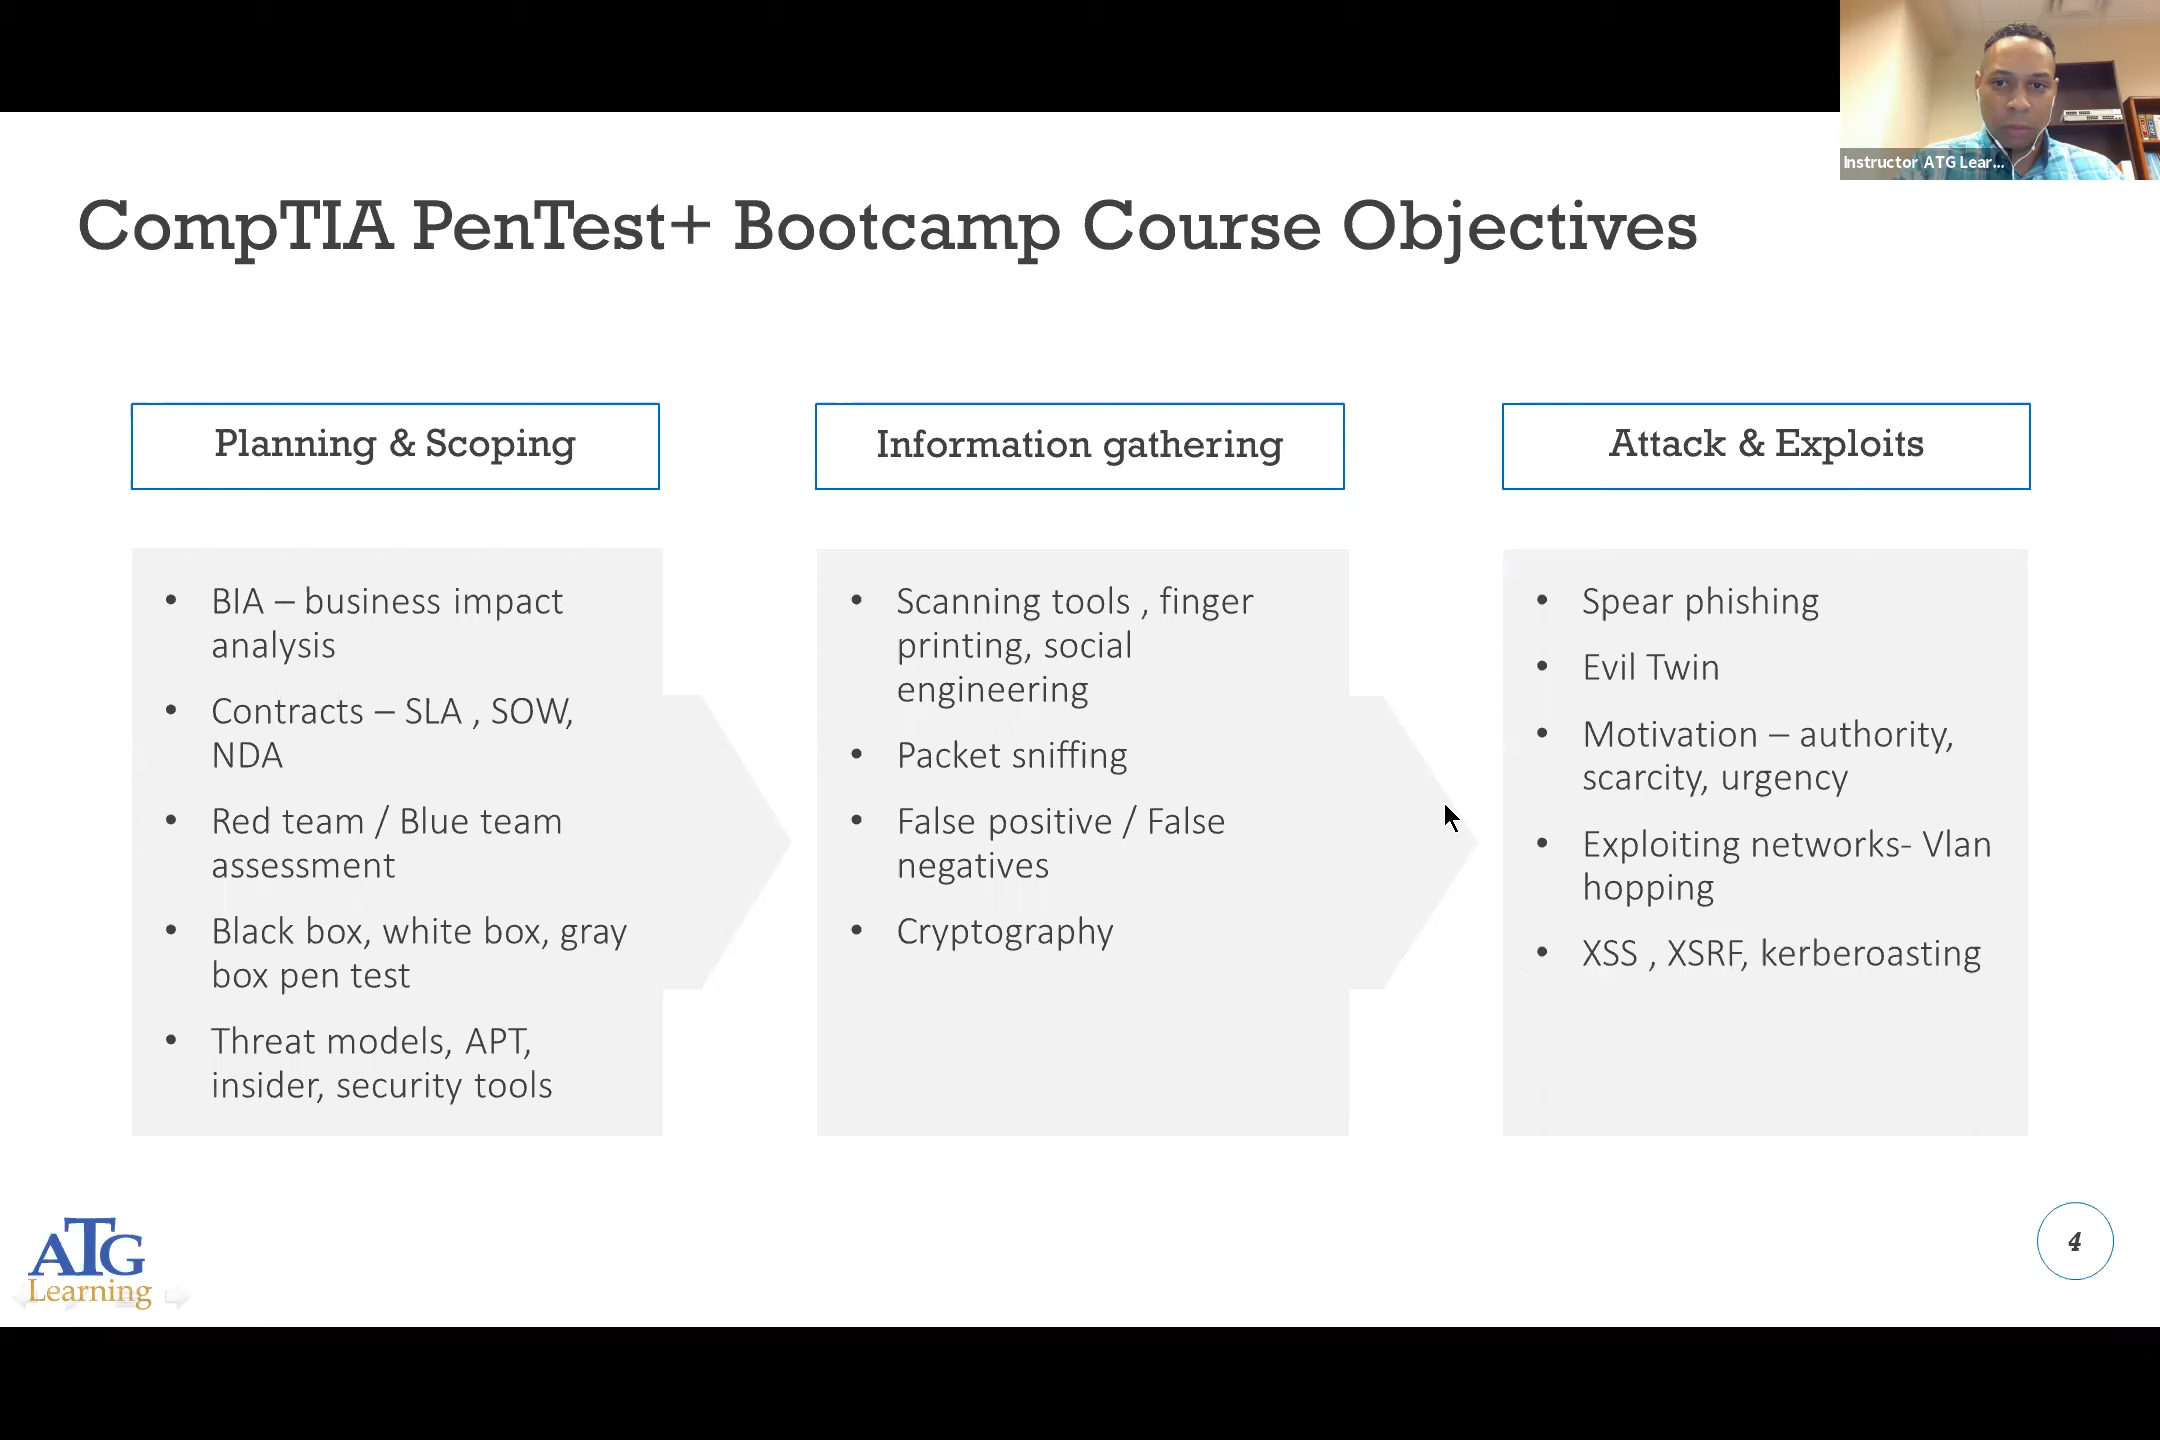 Instructor ATG Lear...
CompTIA PenTest+ Bootcamp Course Objectives
Planning & Scoping
• BIA – business impact
analysis
• Contracts – SLA , SOW,
NDA
• Red team / Blue team
assessment
• Black box, white box, gray
box pen test
• Threat models, APT,
insider, security tools
Information gathering
• Scanning tools , finger
printing, social
engineering
• Packet sniffing
• False positive / False
negatives
• Cryptography
Attack & Exploits
• Spear phishing
• Evil Twin
• Motivation – authority,
scarcity, urgency
• Exploiting networks- Vlan
hopping
• XSS , XSRF, kerberoasting
ATG
Learning
4